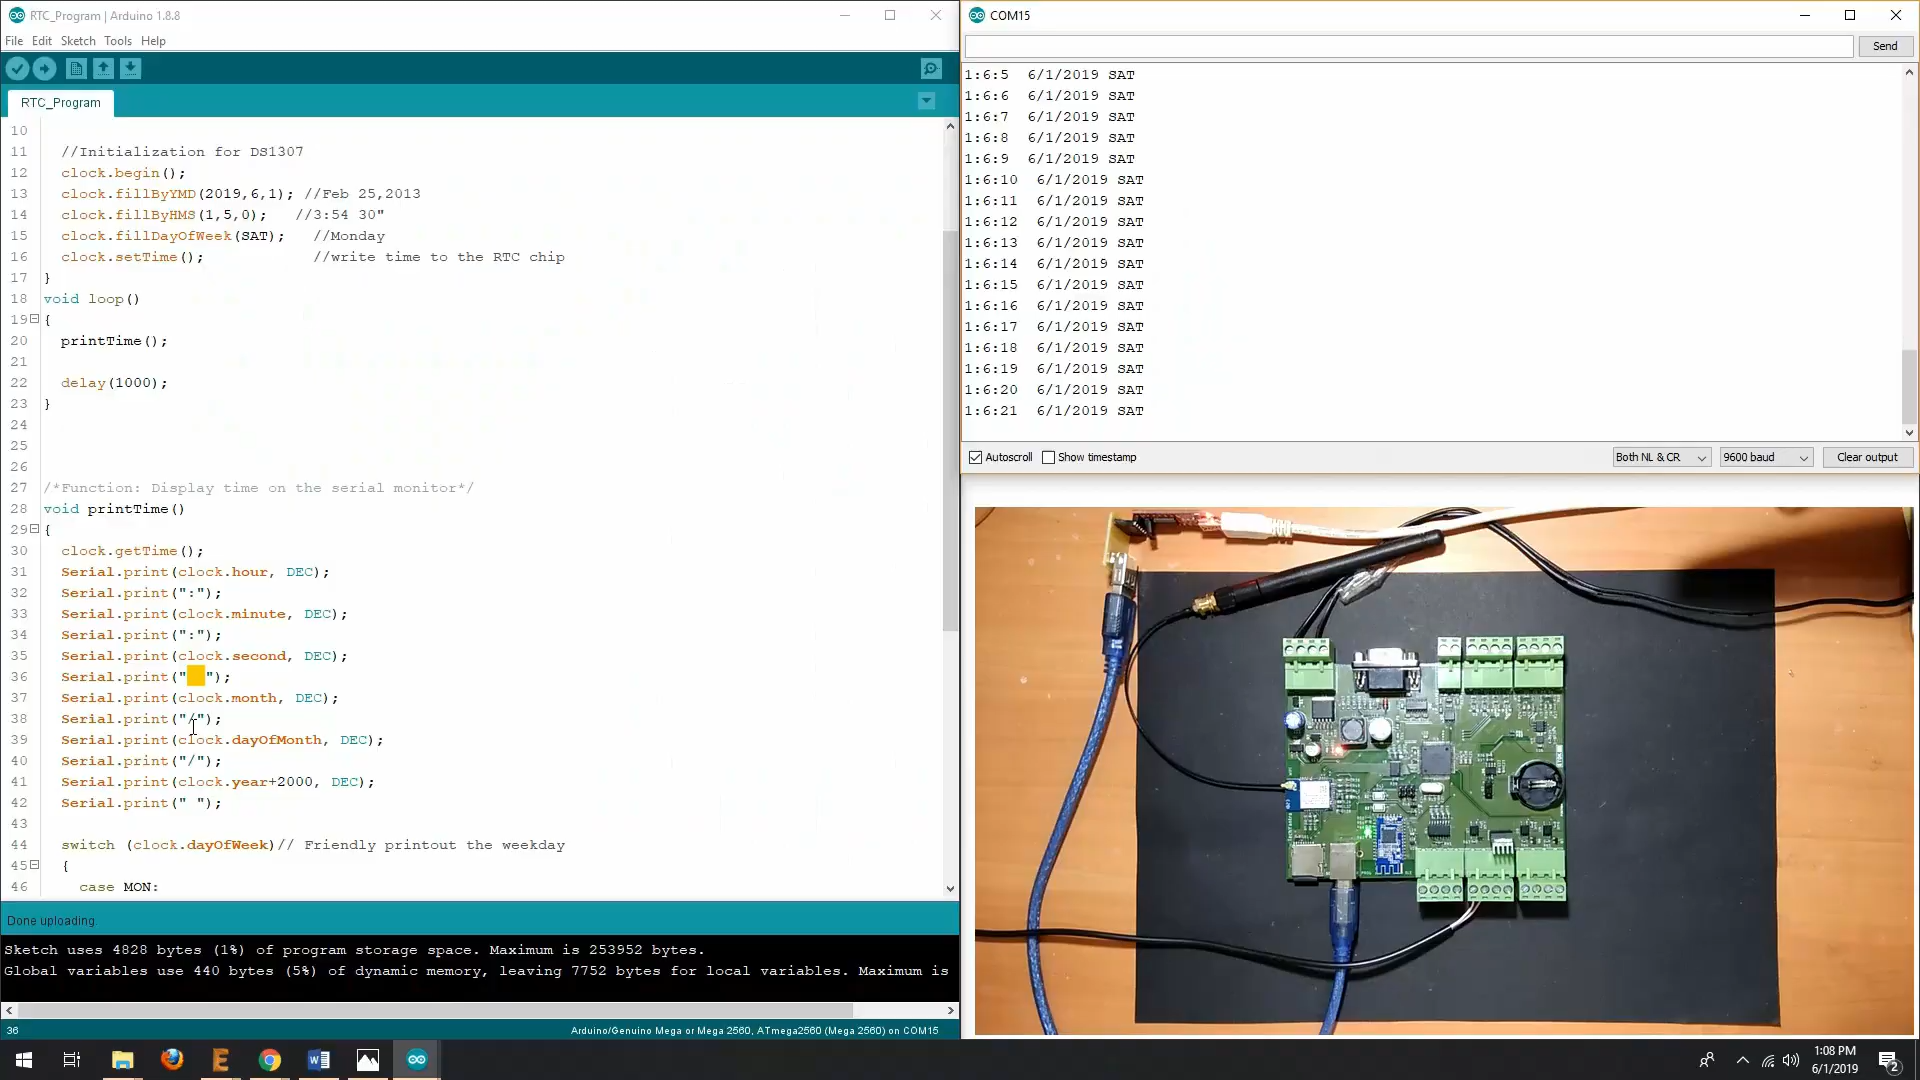 RTC_Program | Arduino 1.8.8
File Edit Sketch Tools Help
RTC_Program
10
11 //Initialization for DS1307
12 clock.begin();
13 clock.fillByYMD(2019,6,1); //Feb 25,2013
14 clock.fillByHMS(1,5,0); //3:54 30"
15 clock.fillDayOfWeek(SAT); //Monday
16 clock.setTime(); //write time to the RTC chip
17 }
18 void loop()
19 {
20 printTime();
21
22 delay(1000);
23 }
24
25
26
27 /*Function: Display time on the serial monitor*/
28 void printTime()
29 {
30 clock.getTime();
31 Serial.print(clock.hour, DEC);
32 Serial.print(":");
33 Serial.print(clock.minute, DEC);
34 Serial.print(":");
35 Serial.print(clock.second, DEC);
36 Serial.print("  ");
37 Serial.print(clock.month, DEC);
38 Serial.print("/");
39 Serial.print(clock.dayOfMonth, DEC);
40 Serial.print("/");
41 Serial.print(clock.year+2000, DEC);
42 Serial.print(" ");
43
44 switch (clock.dayOfWeek)// Friendly printout the weekday
45 {
46 case MON:
Done uploading.
Sketch uses 4828 bytes (1%) of program storage space. Maximum is 253952 bytes.
Global variables use 440 bytes (5%) of dynamic memory, leaving 7752 bytes for local variables. Maximum is
36 Arduino/Genuino Mega or Mega 2560, ATmega2560 (Mega 2560) on COM15
COM15
Send
1:6:5  6/1/2019 SAT
1:6:6  6/1/2019 SAT
1:6:7  6/1/2019 SAT
1:6:8  6/1/2019 SAT
1:6:9  6/1/2019 SAT
1:6:10  6/1/2019 SAT
1:6:11  6/1/2019 SAT
1:6:12  6/1/2019 SAT
1:6:13  6/1/2019 SAT
1:6:14  6/1/2019 SAT
1:6:15  6/1/2019 SAT
1:6:16  6/1/2019 SAT
1:6:17  6/1/2019 SAT
1:6:18  6/1/2019 SAT
1:6:19  6/1/2019 SAT
1:6:20  6/1/2019 SAT
1:6:21  6/1/2019 SAT
Autoscroll Show timestamp Both NL & CR 9600 baud Clear output
1:08 PM
6/1/2019
2